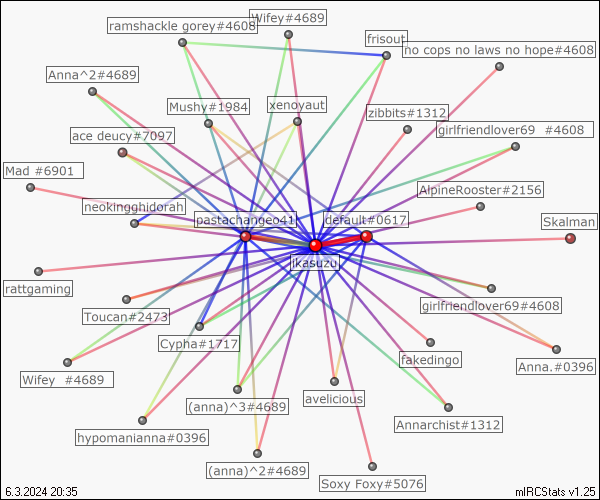 Wifey#4689
ramshackle gorey#4608
frisout
no cops no laws no hope#4608
Anna^2#4689
Mushy#1984
xenoyaut
zibbits#1312
girlfriendlover69 #4608
ace deucy#7097
Mad #6901
AlpineRooster#2156
neokingghidorah
pastachangeo41
default#0617
Skalman
jkasuzu
rattgaming
girlfriendlover69#4608
Toucan#2473
Cypha#1717
fakedingo
Anna.#0396
Wifey #4689
avelicious
(anna)^3#4689
Annarchist#1312
hypomanianna#0396
(anna)^2#4689
Soxy Foxy#5076
6.3.2024 20:35
mIRCStats v1.25